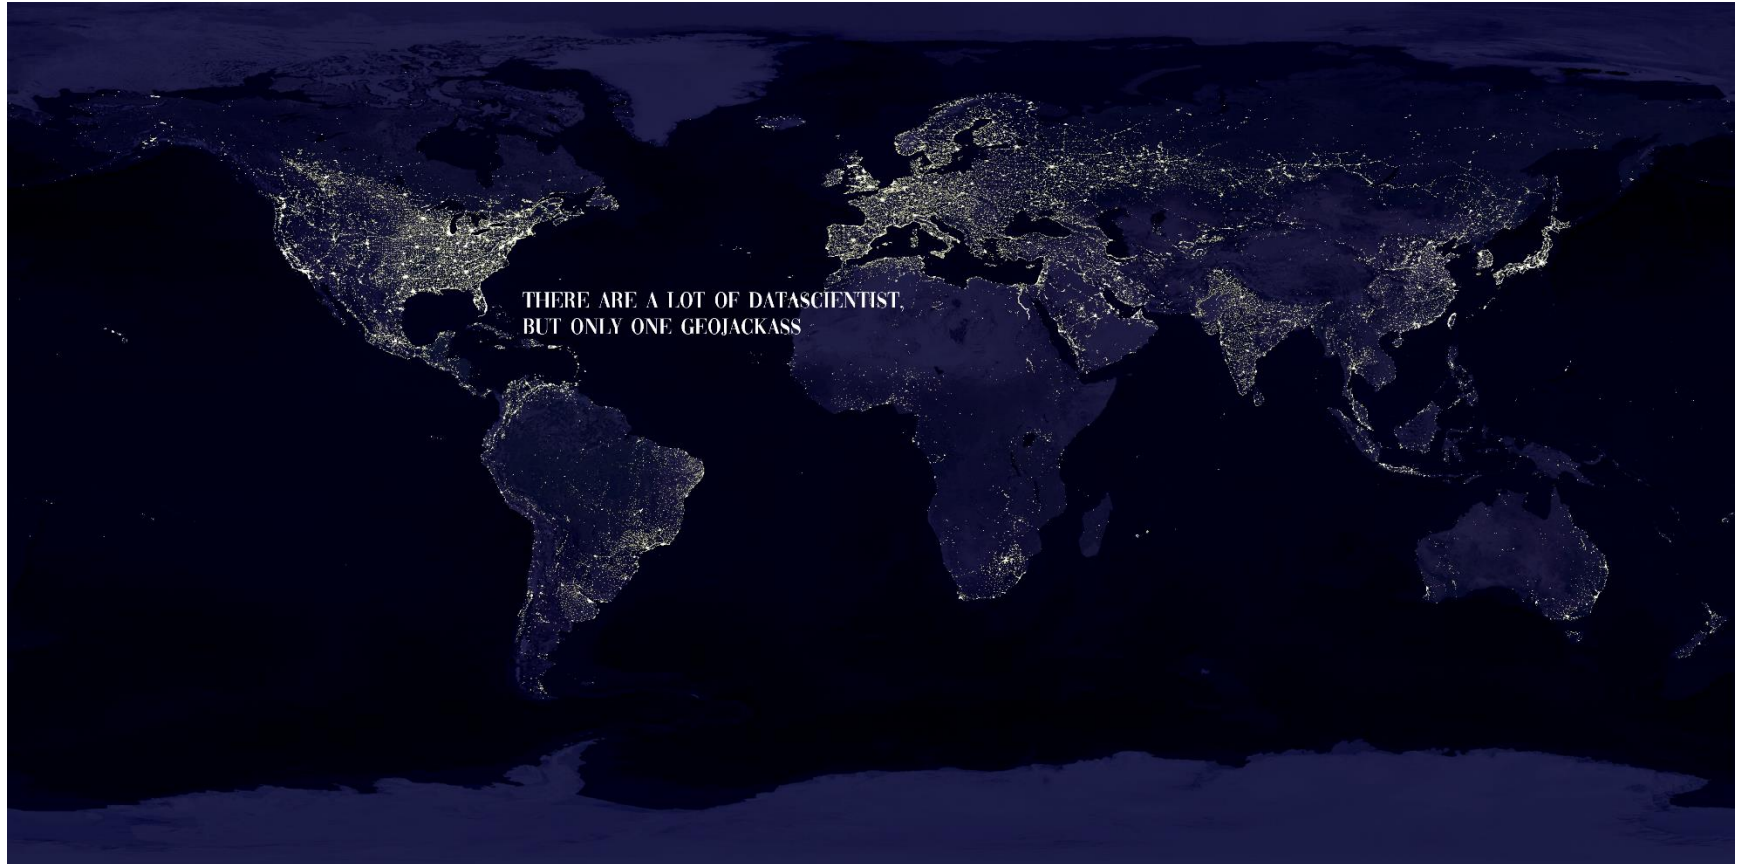 THERE ARE A LOT OF DATASCIENTIST,
BUT ONLY ONE GEOJACKASS